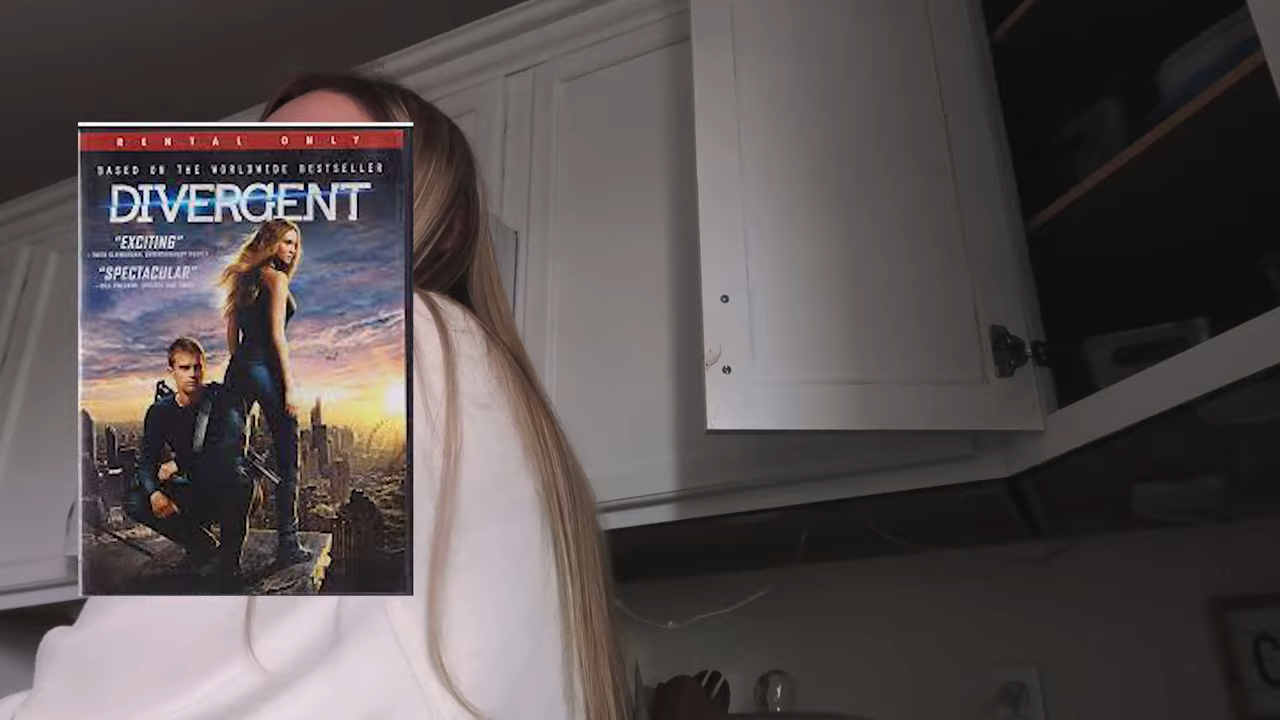 RENTAL ONLY
BASED ON THE WORLDWIDE BESTSELLER
DIVERGENT
"EXCITING"
"SPECTACULAR"